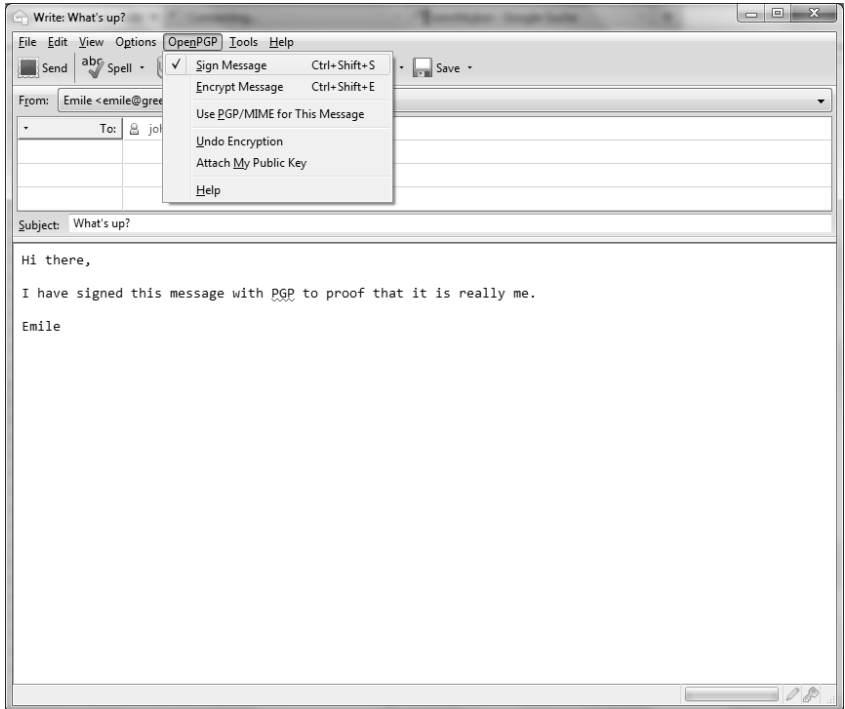 Write: What's up?
File Edit View Options OpenPGP Tools Help
Send abc Spell Save
Sign Message Ctrl+Shift+S
Encrypt Message Ctrl+Shift+E
Use PGP/MIME for This Message
Undo Encryption
Attach My Public Key
Help
From: Emile <emile@gree
To: joh
Subject: What's up?
Hi there,
I have signed this message with PGP to proof that it is really me.
Emile